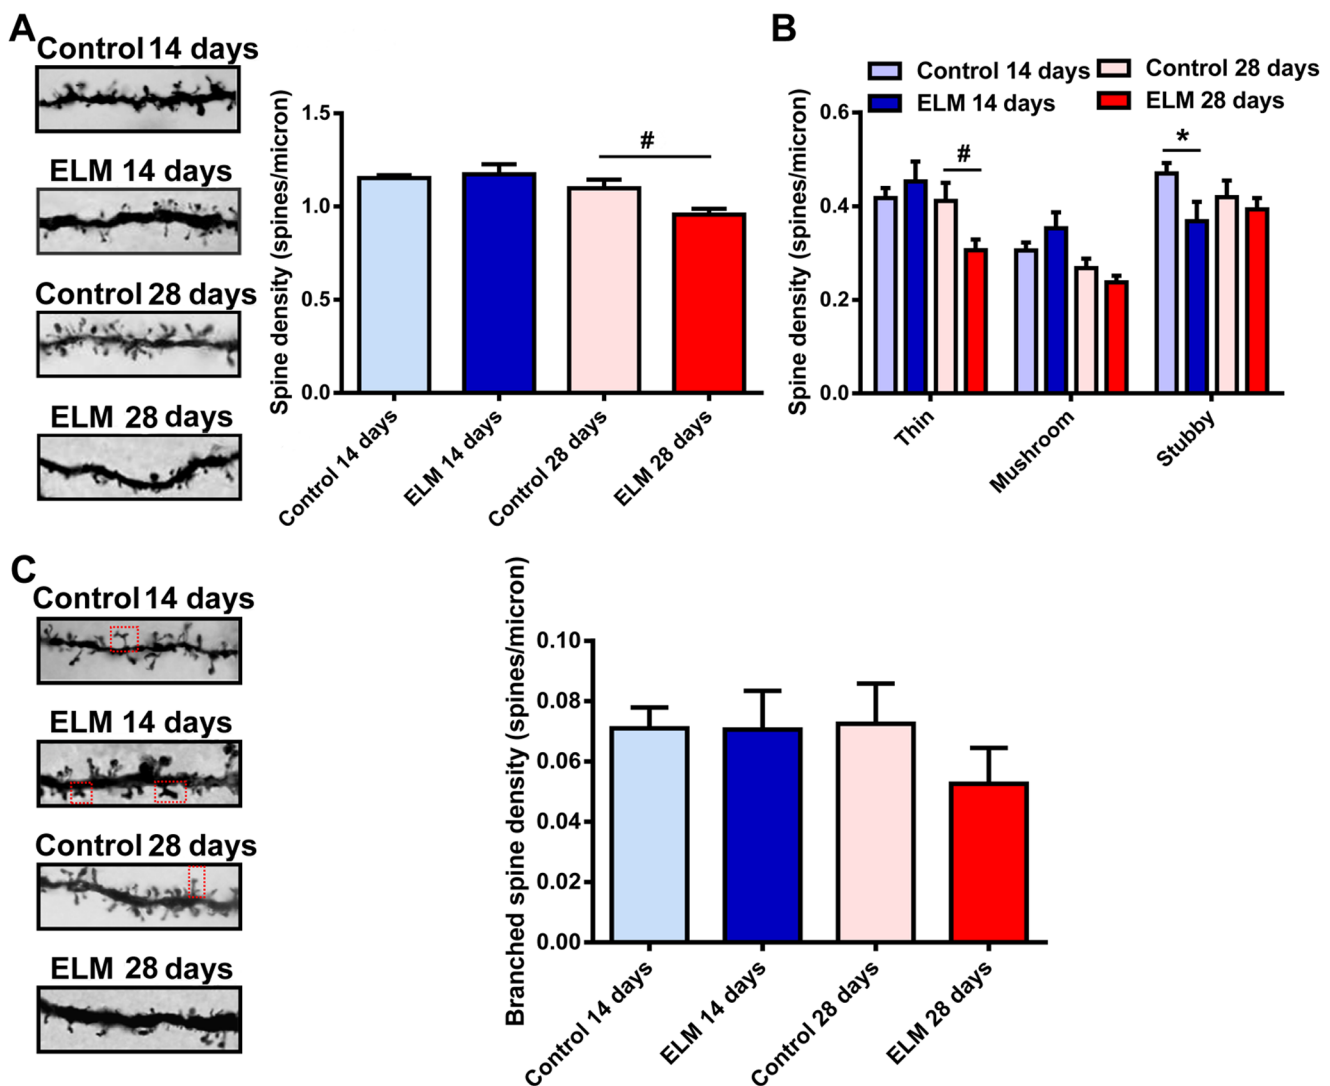 A
Control 14 days
ELM 14 days
Control 28 days
ELM 28 days
Spine density (spines/micron)
1.5
1.0
0.5
0.0
#
Control 14 days
ELM 14 days
Control 28 days
ELM 28 days
B
Control 14 days
Control 28 days
ELM 14 days
ELM 28 days
Spine density (spines/micron)
0.6
0.4
0.2
0.0
#
*
Thin
Mushroom
Stubby
C
Control 14 days
ELM 14 days
Control 28 days
ELM 28 days
Branched spine density (spines/micron)
0.10
0.08
0.06
0.04
0.02
0.00
Control 14 days
ELM 14 days
Control 28 days
ELM 28 days